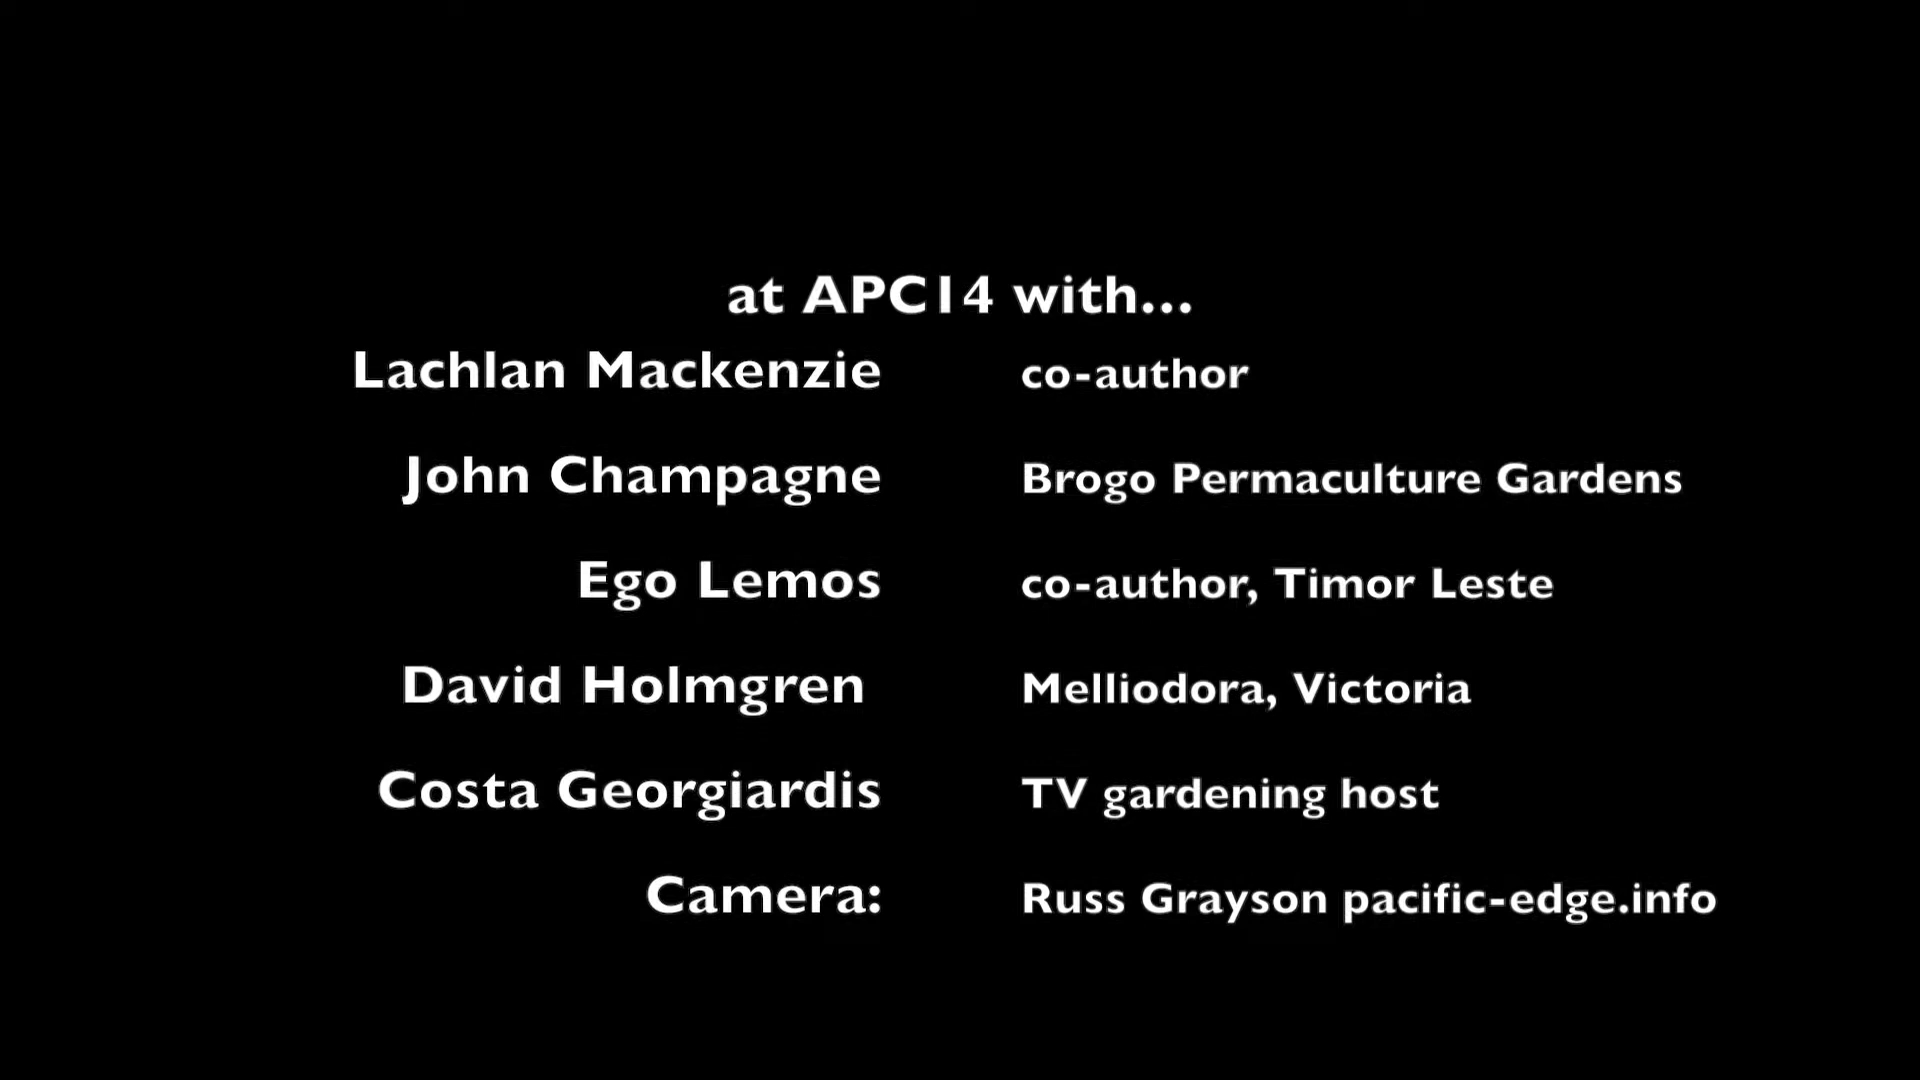 at APC14 with...
Lachlan Mackenzie co-author
John Champagne Brogo Permaculture Gardens
Ego Lemos co-author, Timor Leste
David Holmgren Melliodora, Victoria
Costa Georgiardis TV gardening host
Camera: Russ Grayson pacific-edge.info